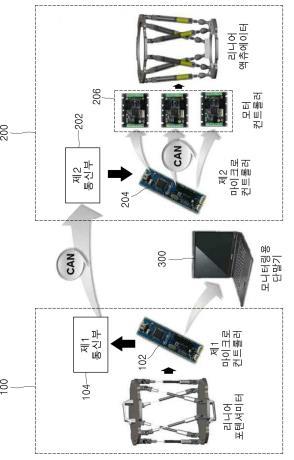 100
104
제1
통신부
102
제1
마이크로
컨트롤러
리니어
포텐셔미터
CAN
300
모니터링용
단말기
200
202
제2
통신부
204
제2
마이크로
컨트롤러
CAN
206
모터
컨트롤러
리니어
액츄에이터